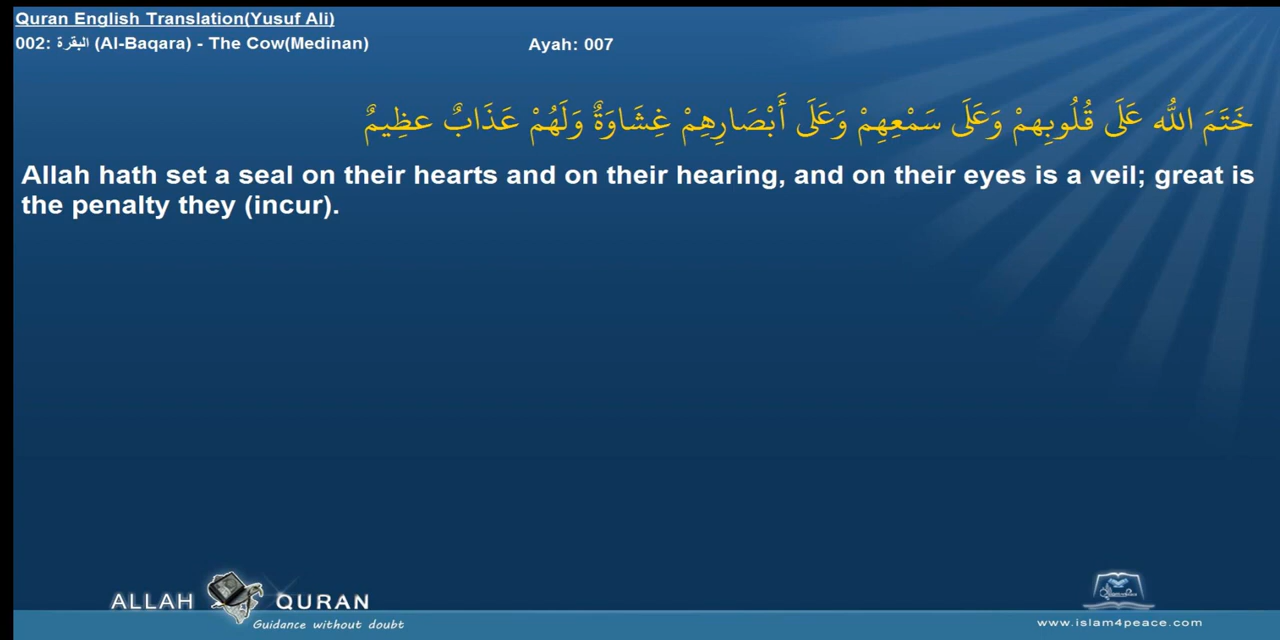 Quran English Translation(Yusuf Ali)
002: البقرة (Al-Baqara) - The Cow(Medinan) Ayah: 007
خَتَمَ اللَّه عَلَى قُلُوبِهِمْ وَعَلَى سَمْعِهِمْ وَعَلَى أَبْصَارِهِمْ غِشَاوَةٌ وَلَهُمْ عَذَابٌ عظِيمٌ
Allah hath set a seal on their hearts and on their hearing, and on their eyes is a veil; great is
the penalty they (incur).
ALLAH QURAN
Guidance without doubt
www.islam4peace.com